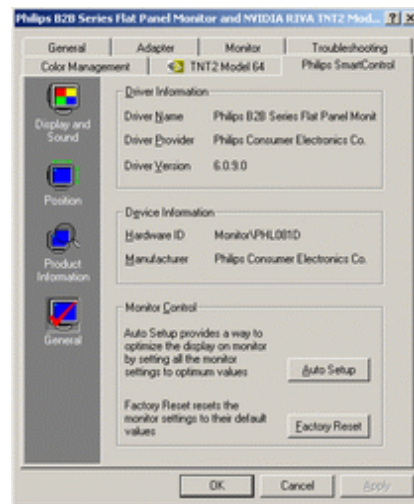 Philips B2B Series Flat Panel Monitor and NVIDIA RIVA TNT2 Mod...
General Adapter Monitor Troubleshooting
Color Management TNT2 Model 64 Philips SmartControl
Display and
Sound
Position
Product
Information
General
Driver Information
Driver Name Philips B2B Series Flat Panel Monit
Driver Provider Philips Consumer Electronics Co.
Driver Version 6.0.9.0
Device Information
Hardware ID Monitor\PHL081D
Manufacturer Philips Consumer Electronics Co.
Monitor Control
Auto Setup provides a way to
optimize the display on monitor
by setting all the monitor
settings to optimum values
Auto Setup
Factory Reset resets the
monitor settings to their default
values
Factory Reset
OK Cancel Apply